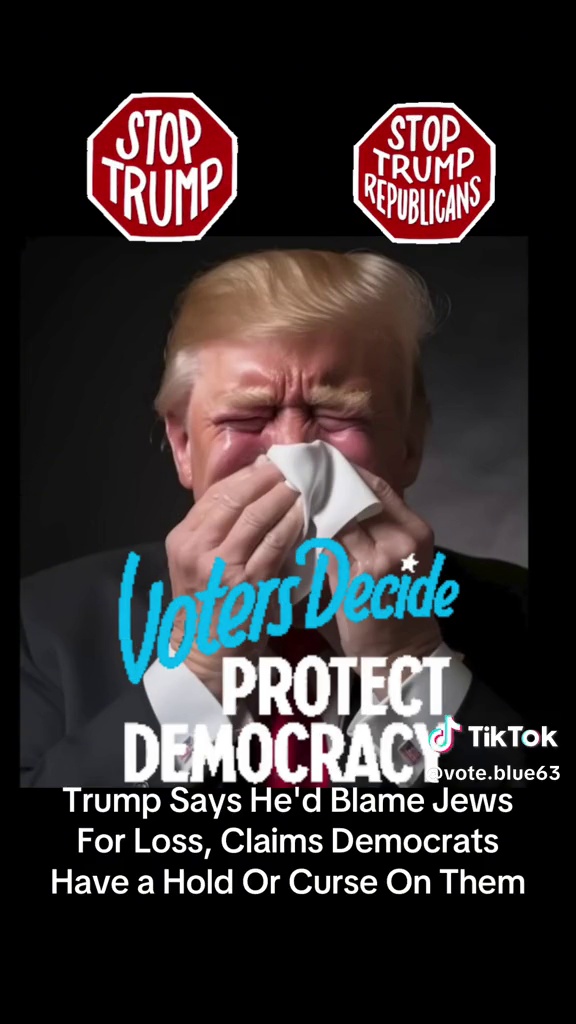 STOP
TRUMP
STOP
TRUMP
REPUBLICANS
Voters Decide
PROTECT
DEMOCRACY
TikTok
@vote.blue63
Trump Says He'd Blame Jews
For Loss, Claims Democrats
Have a Hold Or Curse On Them